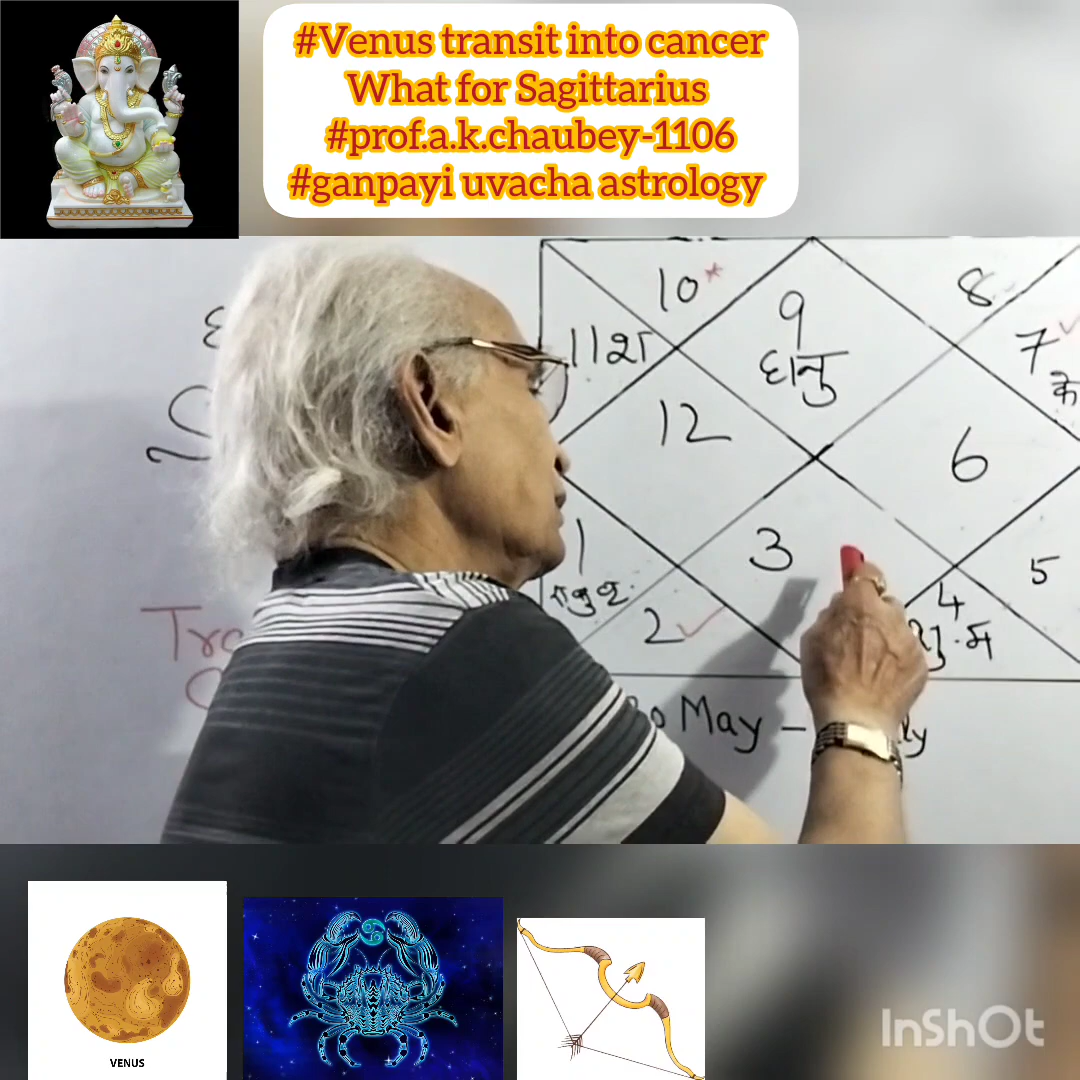 #Venus transit into cancer
What for Sagittarius
#prof.a.k.chaubey-1106
#ganpayi uvacha astrology
10*
9
8
11श
धनु
7
के
12
6
1
3
5
2
4
May –
VENUS
InShOt